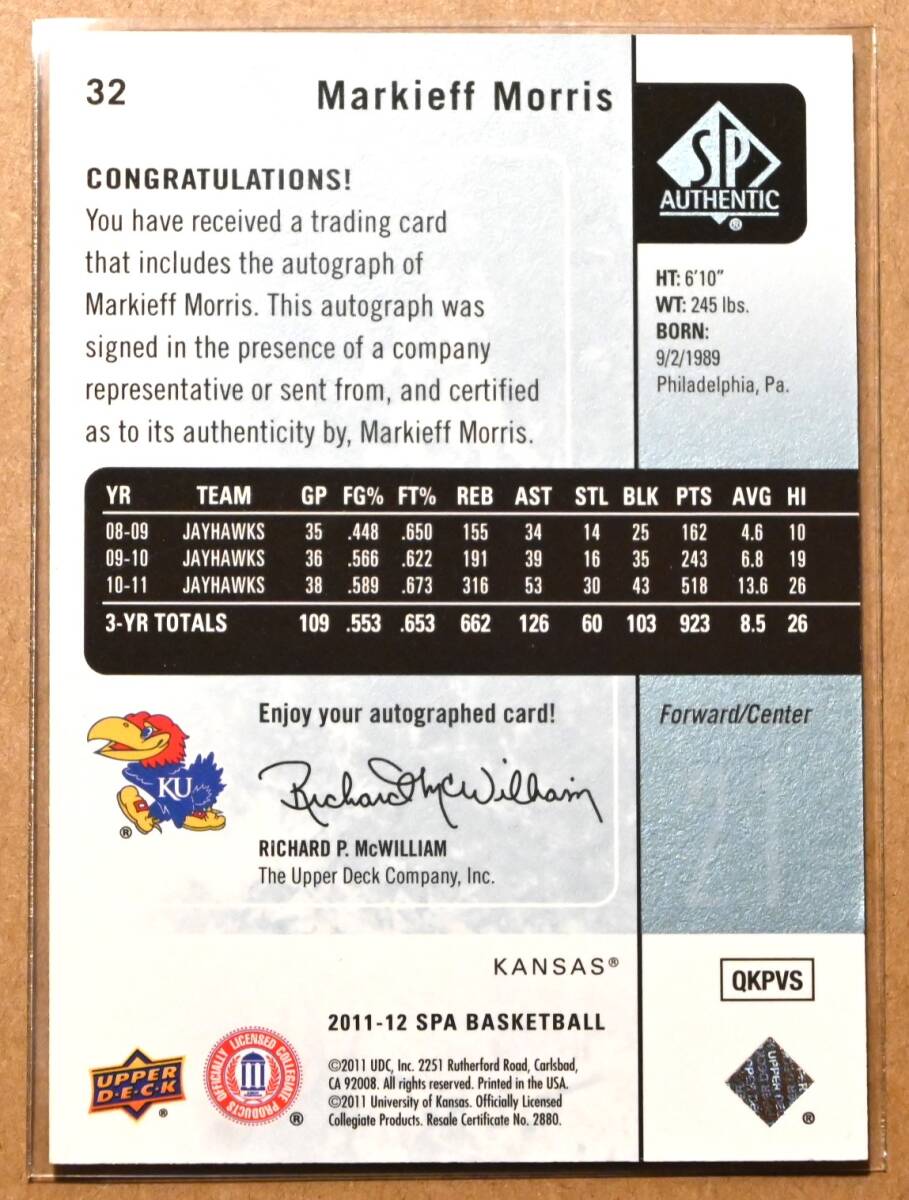 32
Markieff Morris
SP
AUTHENTIC
®
CONGRATULATIONS!
You have received a trading card
that includes the autograph of
Markieff Morris. This autograph was
signed in the presence of a company
representative or sent from, and certified
as to its authenticity by, Markieff Morris.
HT: 6'10"
WT: 245 lbs.
BORN:
9/2/1989
Philadelphia, Pa.
YR TEAM GP FG% FT% REB AST STL BLK PTS AVG HI
08-09 JAYHAWKS 35 .448 .650 155 34 14 25 162 4.6 10
09-10 JAYHAWKS 36 .566 .622 191 39 16 35 243 6.8 19
10-11 JAYHAWKS 38 .589 .673 316 53 30 43 518 13.6 26
3-YR TOTALS 109 .553 .653 662 126 60 103 923 8.5 26
Enjoy your autographed card!
Forward/Center
KU
®
Richard McWilliam
21
RICHARD P. McWILLIAM
The Upper Deck Company, Inc.
KANSAS®
QKPVS
2011-12 SPA BASKETBALL
UPPER
D·E·C·K
®
OFFICIALLY LICENSED COLLEGIATE PRODUCTS
®
©2011 UDC, Inc. 2251 Rutherford Road, Carlsbad,
CA 92008. All rights reserved. Printed in the USA.
©2011 University of Kansas. Officially Licensed
Collegiate Products. Resale Certificate No. 2880.
®